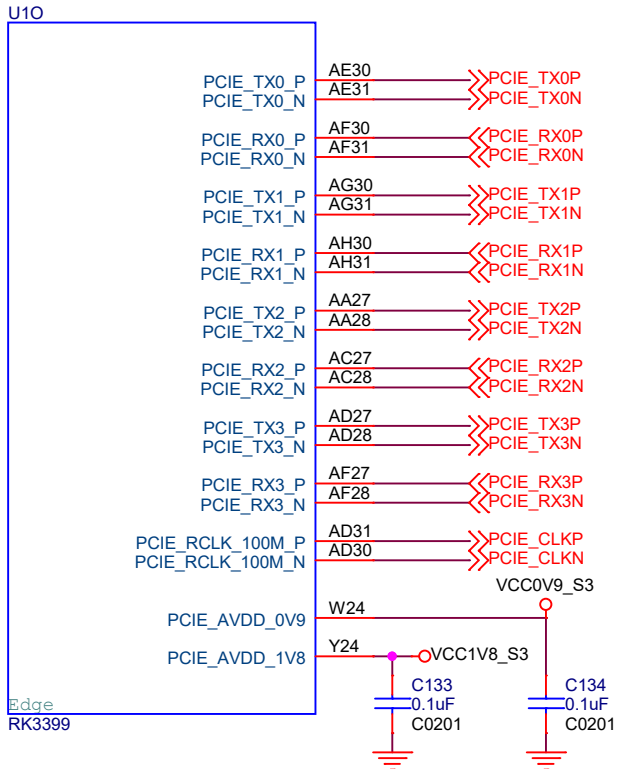 U1O
PCIE_TX0_P AE30 PCIE_TX0P
PCIE_TX0_N AE31 PCIE_TX0N
PCIE_RX0_P AF30 PCIE_RX0P
PCIE_RX0_N AF31 PCIE_RX0N
PCIE_TX1_P AG30 PCIE_TX1P
PCIE_TX1_N AG31 PCIE_TX1N
PCIE_RX1_P AH30 PCIE_RX1P
PCIE_RX1_N AH31 PCIE_RX1N
PCIE_TX2_P AA27 PCIE_TX2P
PCIE_TX2_N AA28 PCIE_TX2N
PCIE_RX2_P AC27 PCIE_RX2P
PCIE_RX2_N AC28 PCIE_RX2N
PCIE_TX3_P AD27 PCIE_TX3P
PCIE_TX3_N AD28 PCIE_TX3N
PCIE_RX3_P AF27 PCIE_RX3P
PCIE_RX3_N AF28 PCIE_RX3N
PCIE_RCLK_100M_P AD31 PCIE_CLKP
PCIE_RCLK_100M_N AD30 PCIE_CLKN
VCC0V9_S3
PCIE_AVDD_0V9 W24
PCIE_AVDD_1V8 Y24 VCC1V8_S3
C133 C134
0.1uF 0.1uF
C0201 C0201
Edge
RK3399